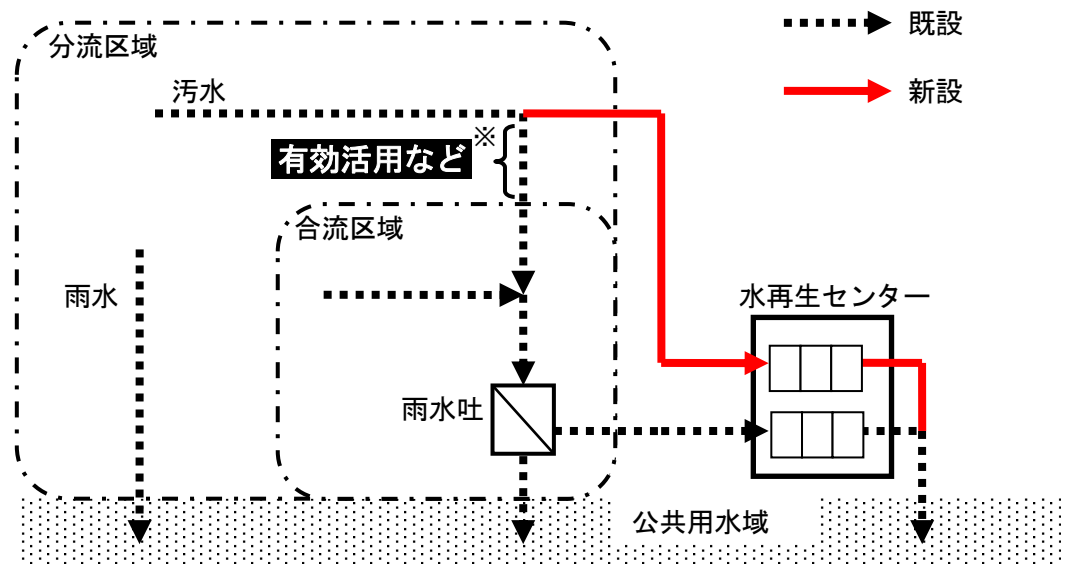 分流区域
既設
汚水
新設
※
有効活用など
合流区域
雨水
水再生センター
雨水吐
公共用水域